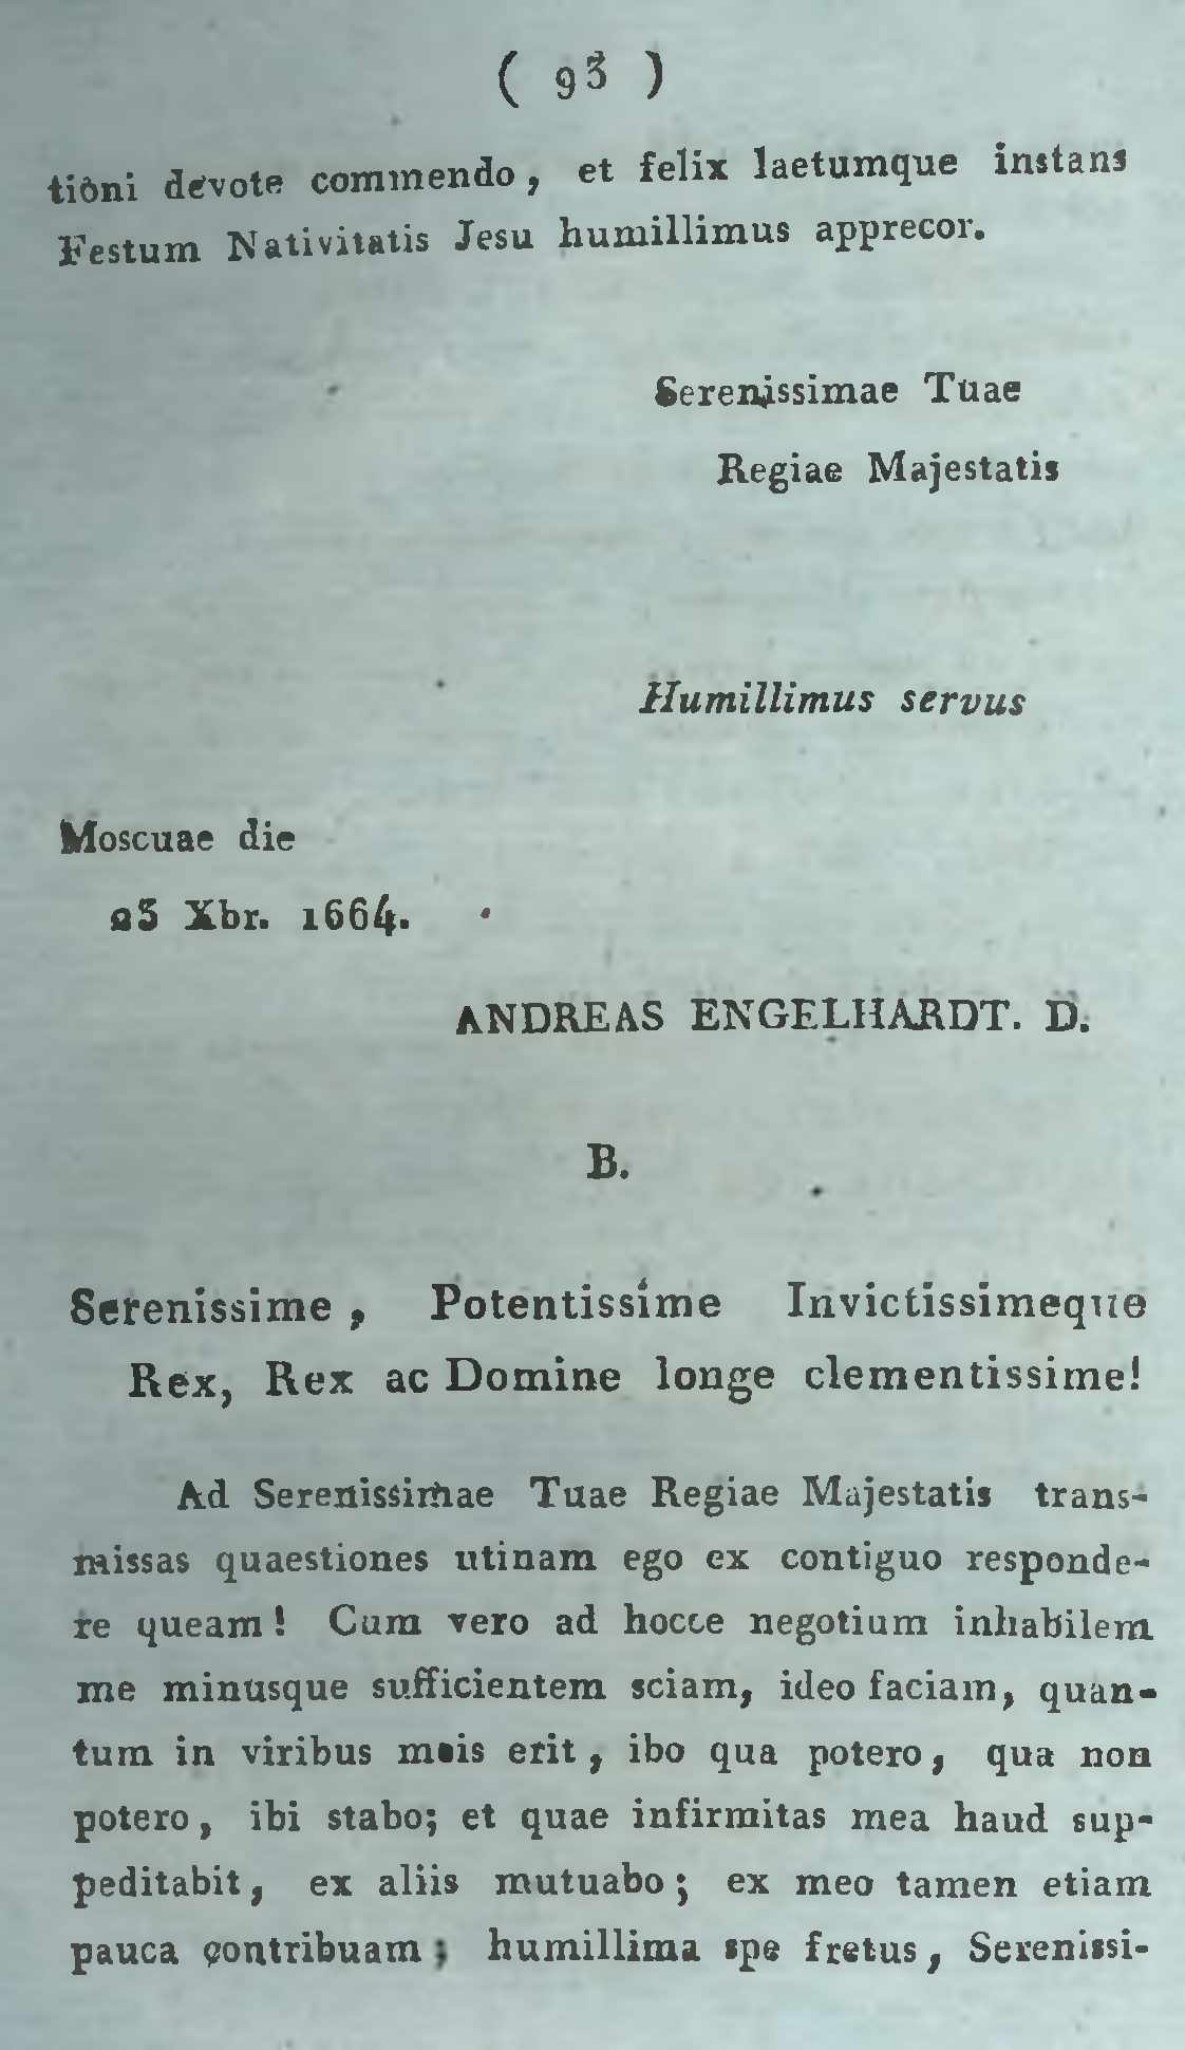 ( 93 )
tioni devote commendo, et felix laetumque instans
Festum Nativitatis Jesu humillimus apprecor.
Serenissimae Tuae
Regiae Majestatis
Humillimus servus
Moscuae die
23 Xbr. 1664.
ANDREAS ENGELHARDT. D.
B.
Serenissime, Potentissime Invictissimeque
Rex, Rex ac Domine longe clementissime!
Ad Serenissimae Tuae Regiae Majestatis trans-
missas quaestiones utinam ego ex contiguo responde-
re queam! Cum vero ad hocce negotium inhabilem
me minusque sufficientem sciam, ideo faciam, quan-
tum in viribus meis erit, ibo qua potero, qua non
potero, ibi stabo; et quae infirmitas mea haud sup-
peditabit, ex aliis mutuabo; ex meo tamen etiam
pauca contribuam; humillima spe fretus, Serenissi-